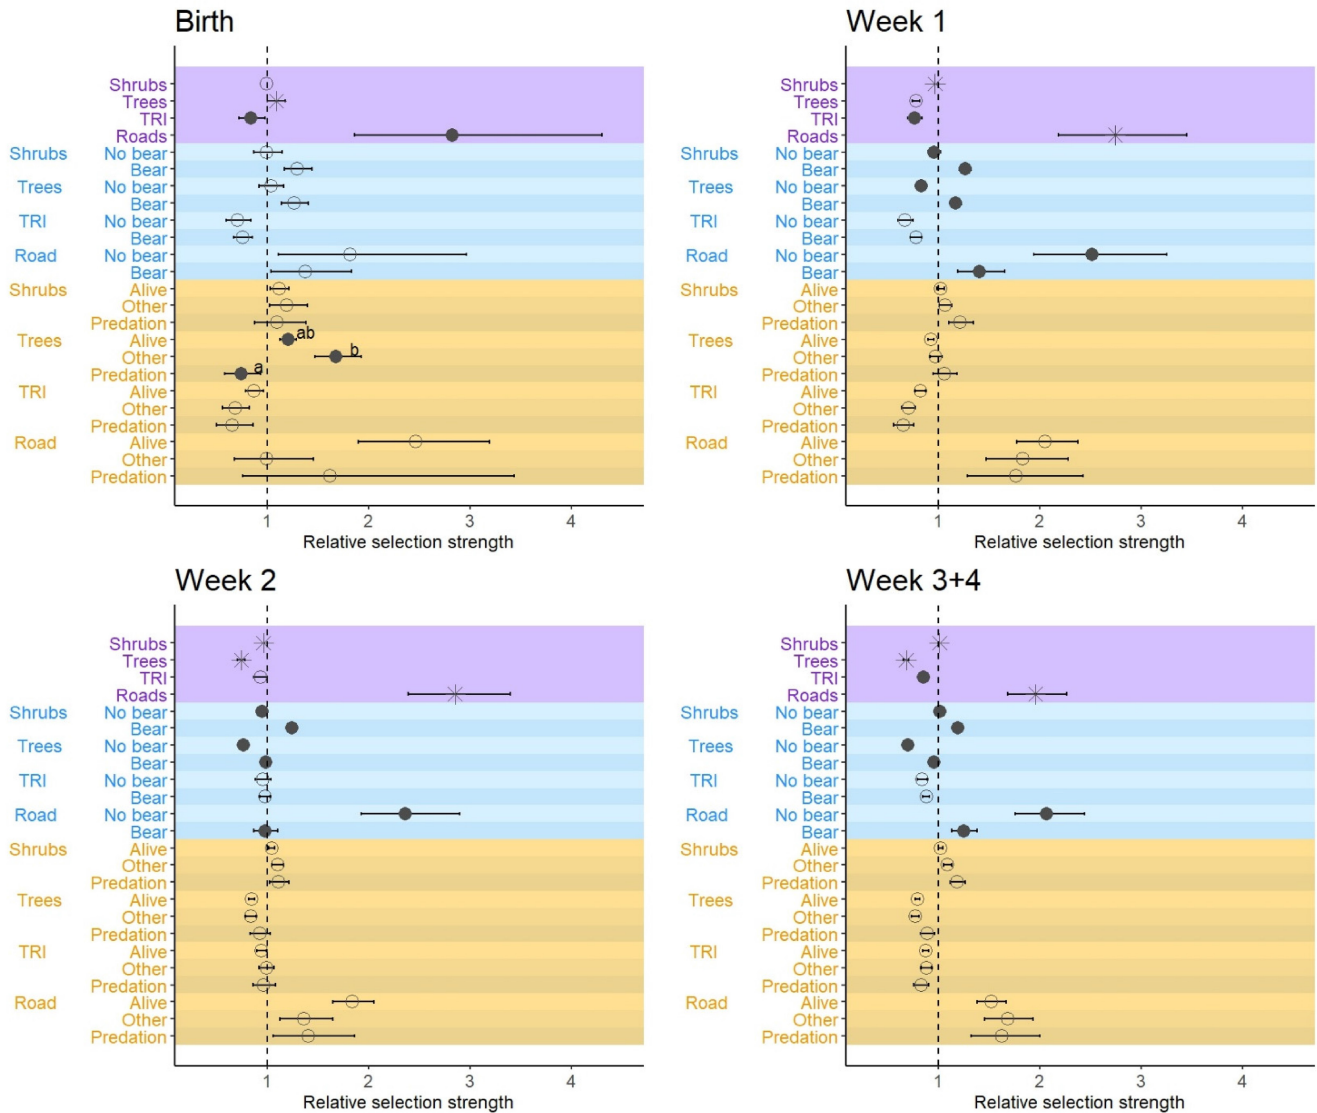 Birth
Shrubs
Trees
TRI
Roads
Shrubs No bear
Bear
Trees No bear
Bear
TRI No bear
Bear
Road No bear
Bear
Shrubs Alive
Other
Predation
Trees Alive ab
Other b
Predation a
TRI Alive
Other
Predation
Road Alive
Other
Predation
1 2 3 4
Relative selection strength
Week 1
Shrubs
Trees
TRI
Roads
Shrubs No bear
Bear
Trees No bear
Bear
TRI No bear
Bear
Road No bear
Bear
Shrubs Alive
Other
Predation
Trees Alive
Other
Predation
TRI Alive
Other
Predation
Road Alive
Other
Predation
1 2 3 4
Relative selection strength
Week 2
Shrubs
Trees
TRI
Roads
Shrubs No bear
Bear
Trees No bear
Bear
TRI No bear
Bear
Road No bear
Bear
Shrubs Alive
Other
Predation
Trees Alive
Other
Predation
TRI Alive
Other
Predation
Road Alive
Other
Predation
1 2 3 4
Relative selection strength
Week 3+4
Shrubs
Trees
TRI
Roads
Shrubs No bear
Bear
Trees No bear
Bear
TRI No bear
Bear
Road No bear
Bear
Shrubs Alive
Other
Predation
Trees Alive
Other
Predation
TRI Alive
Other
Predation
Road Alive
Other
Predation
1 2 3 4
Relative selection strength